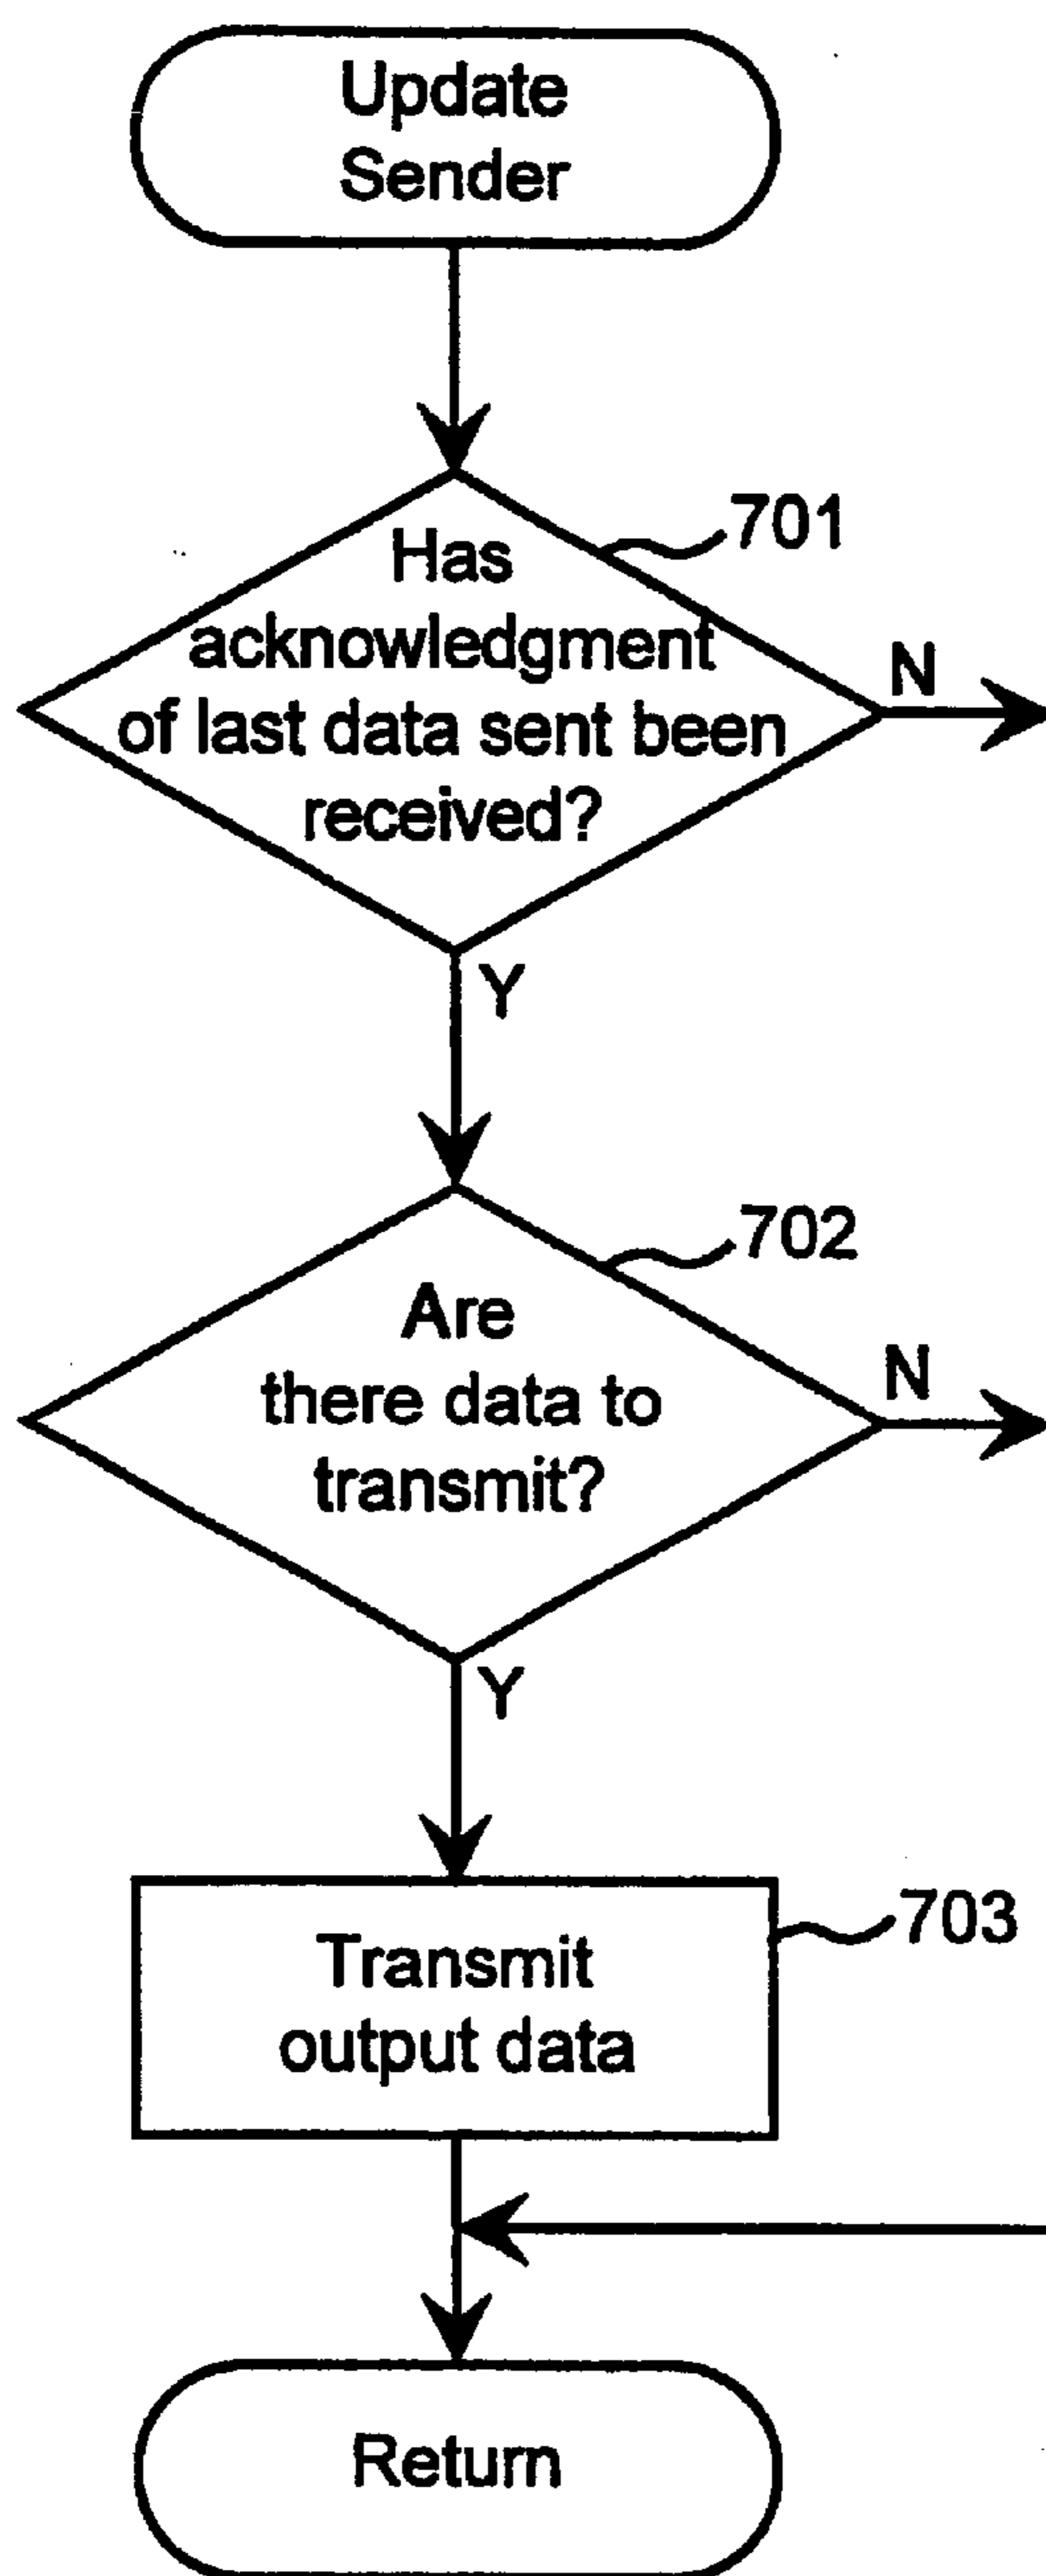 Update
Sender
701
Has
acknowledgment
of last data sent been
received?
N
Y
702
Are
there data to
transmit?
N
Y
703
Transmit
output data
Return